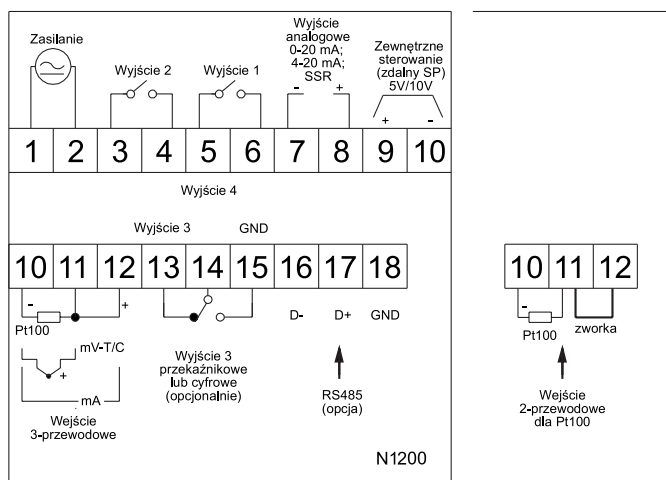 Zasilanie
Wyjście 2
Wyjście 1
Wyjście
analogowe
0-20 mA;
4-20 mA;
SSR
- +
Zewnętrzne
sterowanie
(zdalny SP)
5V/10V
+ -
1 2 3 4 5 6 7 8 9 10
Wyjście 4
Wyjście 3 GND
10 11 12 13 14 15 16 17 18
- +
Pt100
mV-T/C
+
mA
Wejście
3-przewodowe
Wyjście 3
przekaźnikowe
lub cyfrowe
(opcjonalnie)
D- D+ GND
RS485
(opcja)
N1200
10 11 12
-
Pt100
zworka
Wejście
2-przewodowe
dla Pt100